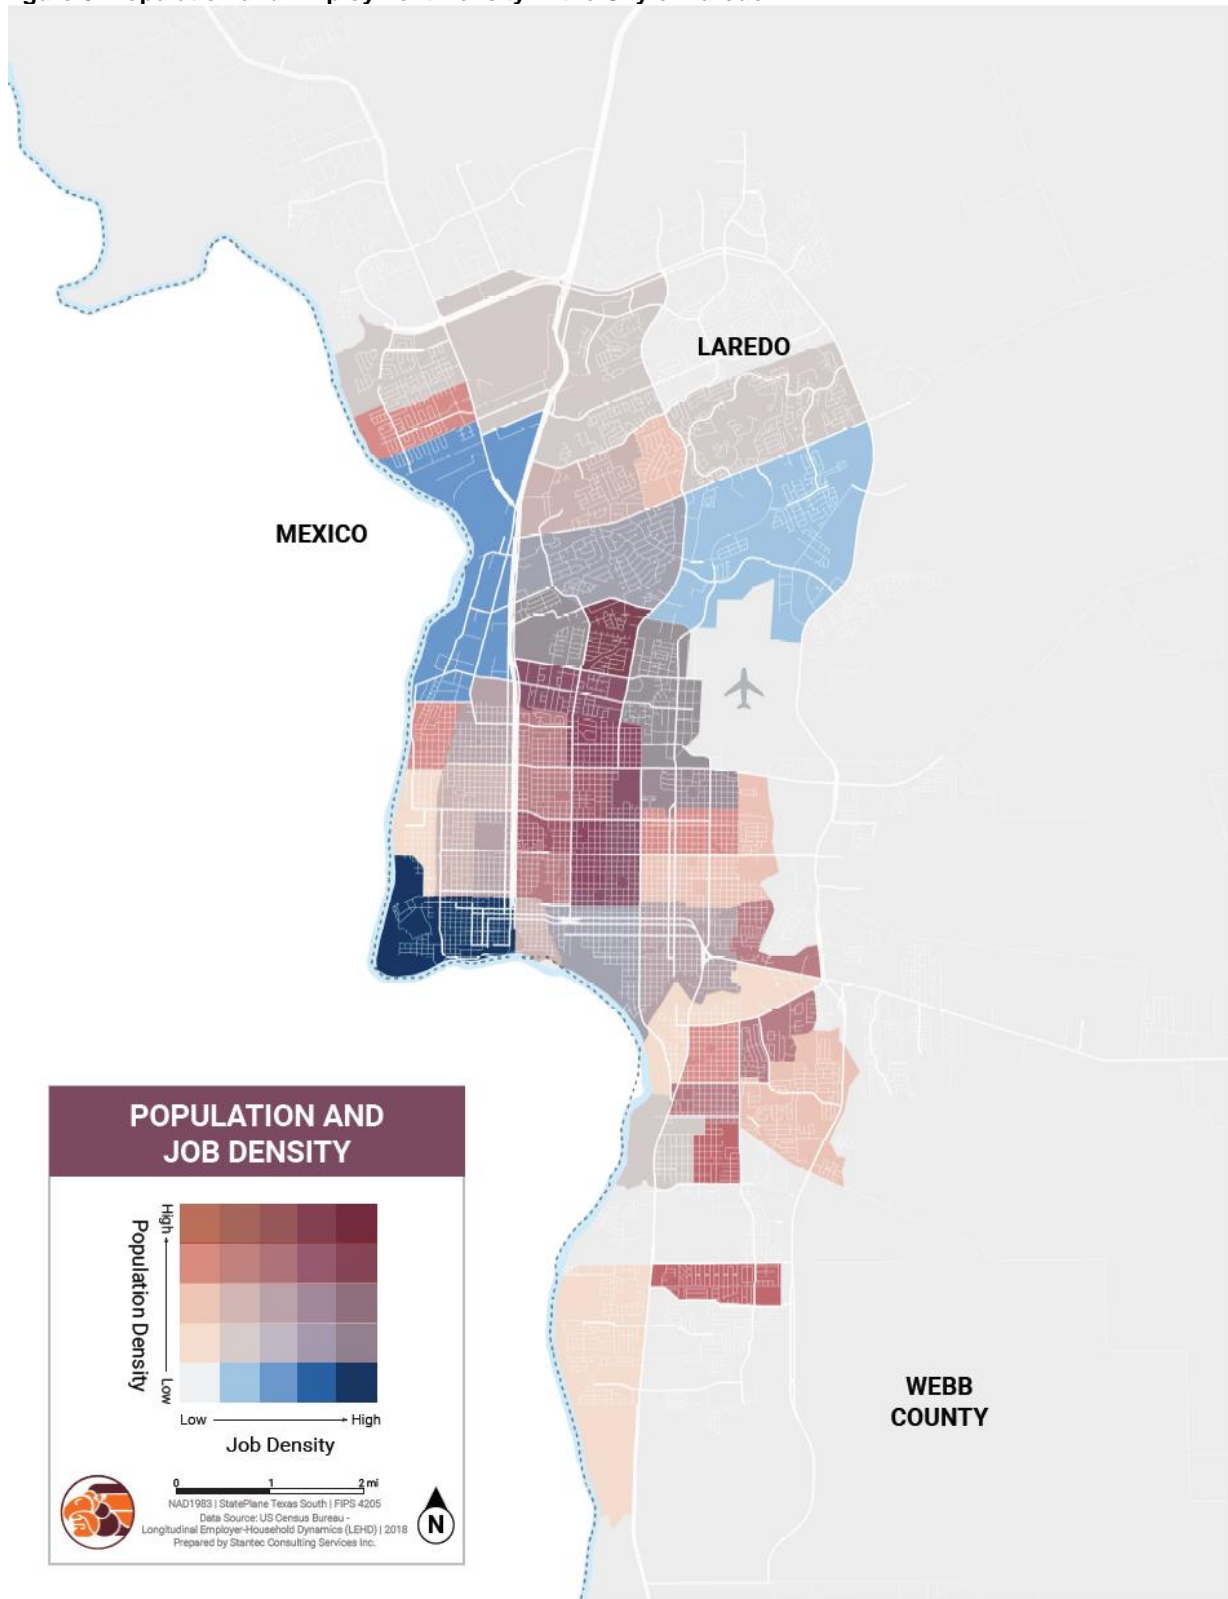 LAREDO
MEXICO
POPULATION AND
JOB DENSITY
High
Population Density
Low
Low
High
Job Density
0 1 2 mi
NAD1983 | StatePlane Texas South | FIPS 4205
Data Source: US Census Bureau -
Longitudinal Employer-Household Dynamics (LEHD) | 2018
Prepared by Stantec Consulting Services Inc.
N
WEBB
COUNTY